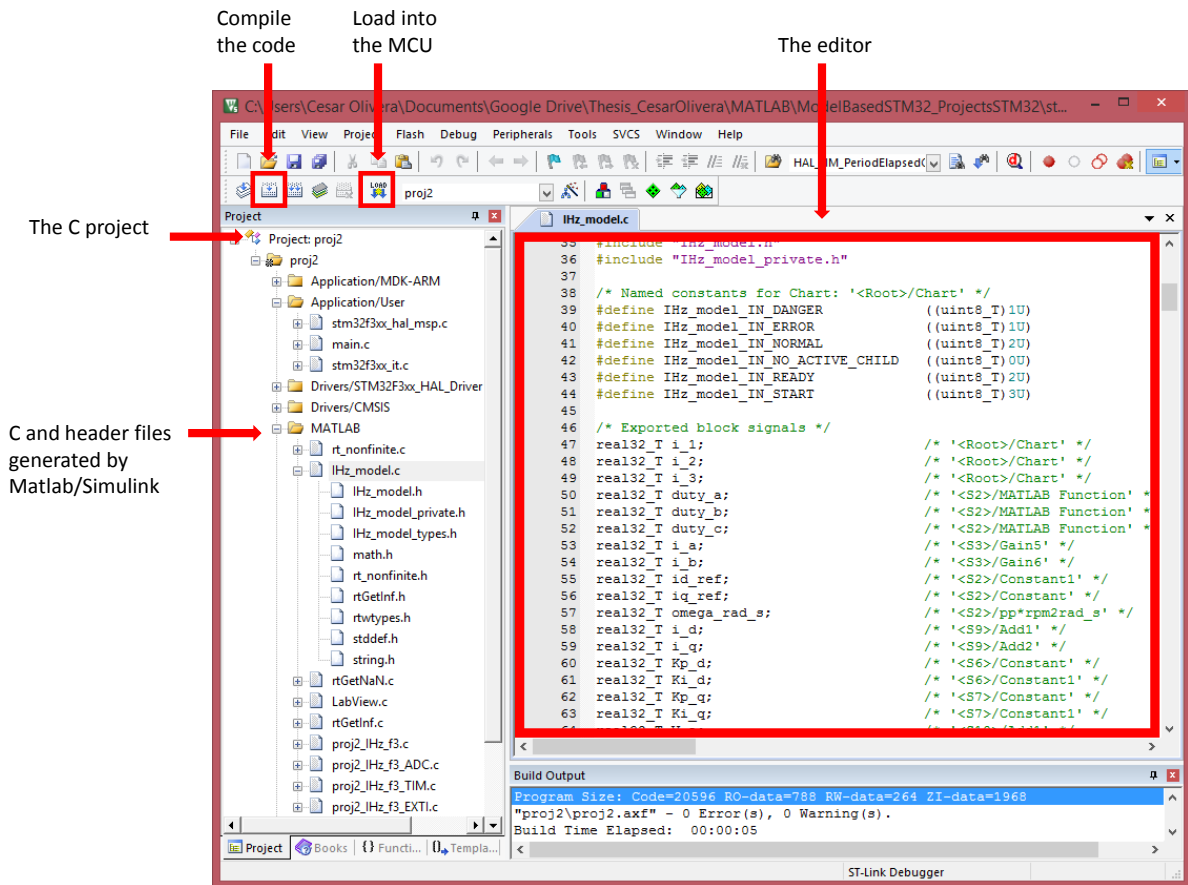 Compile
the code
Load into
the MCU
The editor
The C project
C and header files
generated by
Matlab/Simulink
C:\Users\Cesar Olivera\Documents\Google Drive\Thesis_CesarOlivera\MATLAB\ModelBasedSTM32_ProjectsSTM32\st...
File Edit View Project Flash Debug Peripherals Tools SVCS Window Help
LOAD
proj2
Project
Project: proj2
proj2
Application/MDK-ARM
Application/User
stm32f3xx_hal_msp.c
main.c
stm32f3xx_it.c
Drivers/STM32F3xx_HAL_Driver
Drivers/CMSIS
MATLAB
rt_nonfinite.c
IHz_model.c
IHz_model.h
IHz_model_private.h
IHz_model_types.h
math.h
rt_nonfinite.h
rtGetInf.h
rtwtypes.h
stddef.h
string.h
rtGetNaN.c
LabView.c
rtGetInf.c
proj2_IHz_f3.c
proj2_IHz_f3_ADC.c
proj2_IHz_f3_TIM.c
proj2_IHz_f3_EXTI.c
Project Books {} Functi... Templa...
IHz_model.c
35 #include "IHz_model.h"
36 #include "IHz_model_private.h"
37
38 /* Named constants for Chart: '<Root>/Chart' */
39 #define IHz_model_IN_DANGER ((uint8_T)1U)
40 #define IHz_model_IN_ERROR ((uint8_T)1U)
41 #define IHz_model_IN_NORMAL ((uint8_T)2U)
42 #define IHz_model_IN_NO_ACTIVE_CHILD ((uint8_T)0U)
43 #define IHz_model_IN_READY ((uint8_T)2U)
44 #define IHz_model_IN_START ((uint8_T)3U)
45
46 /* Exported block signals */
47 real32_T i_1; /* '<Root>/Chart' */
48 real32_T i_2; /* '<Root>/Chart' */
49 real32_T i_3; /* '<Root>/Chart' */
50 real32_T duty_a; /* '<S2>/MATLAB Function' *
51 real32_T duty_b; /* '<S2>/MATLAB Function' *
52 real32_T duty_c; /* '<S2>/MATLAB Function' *
53 real32_T i_a; /* '<S3>/Gain5' */
54 real32_T i_b; /* '<S3>/Gain6' */
55 real32_T id_ref; /* '<S2>/Constant1' */
56 real32_T iq_ref; /* '<S2>/Constant' */
57 real32_T omega_rad_s; /* '<S2>/pp*rpm2rad_s' */
58 real32_T i_d; /* '<S9>/Add1' */
59 real32_T i_q; /* '<S9>/Add2' */
60 real32_T Kp_d; /* '<S6>/Constant' */
61 real32_T Ki_d; /* '<S6>/Constant1' */
62 real32_T Kp_q; /* '<S7>/Constant' */
63 real32_T Ki_q; /* '<S7>/Constant1' */
Build Output
Program Size: Code=20596 RO-data=788 RW-data=264 ZI-data=1968
"proj2\proj2.axf" - 0 Error(s), 0 Warning(s).
Build Time Elapsed: 00:00:05
ST-Link Debugger